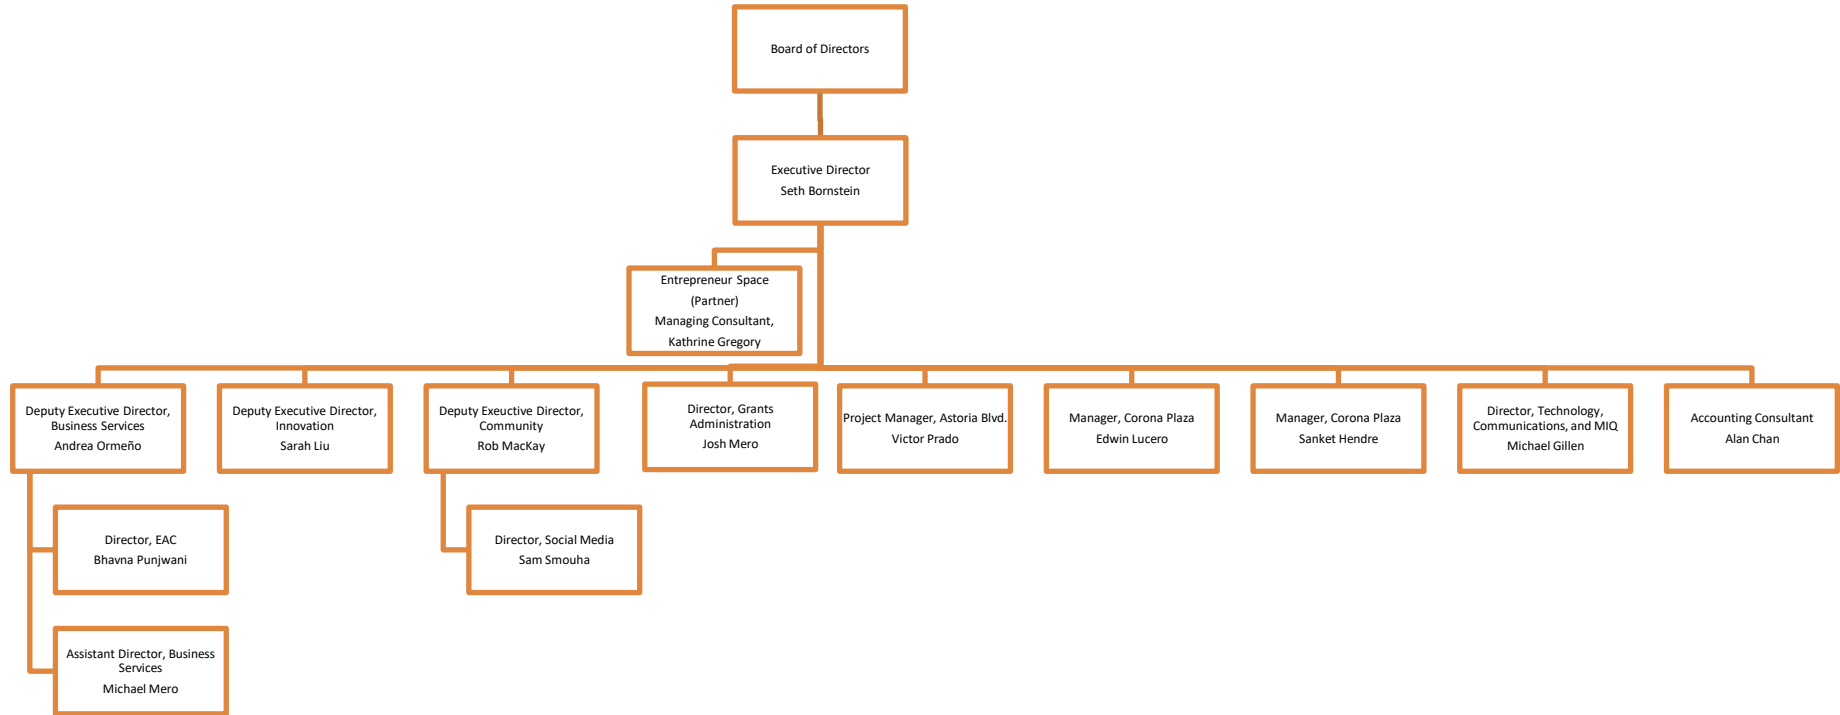 Board of Directors
Executive Director
Seth Bornstein
Entrepreneur Space
(Partner)
Managing Consultant,
Kathrine Gregory
Deputy Executive Director,
Business Services
Andrea Ormeño
Deputy Executive Director,
Innovation
Sarah Liu
Deputy Executive Director,
Community
Rob MacKay
Director, Grants
Administration
Josh Mero
Project Manager, Astoria Blvd.
Victor Prado
Manager, Corona Plaza
Edwin Lucero
Manager, Corona Plaza
Sanket Hendre
Director, Technology,
Communications, and MIQ
Michael Gillen
Accounting Consultant
Alan Chan
Director, EAC
Bhavna Punjwani
Director, Social Media
Sam Smouha
Assistant Director, Business
Services
Michael Mero